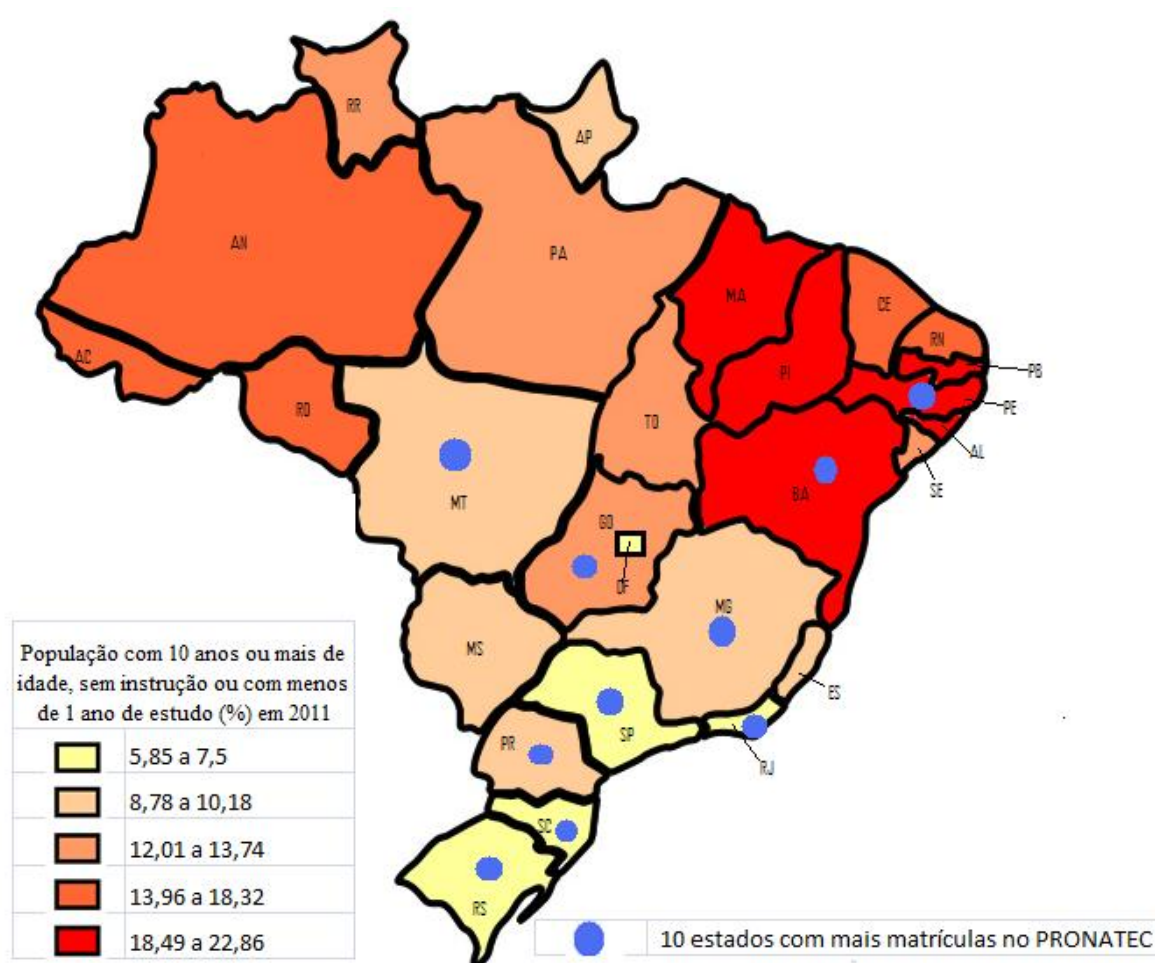 RR
AP
AN
PA
MA
CE
RN
AC
PI
PB
RO
PE
TO
AL
BA
SE
MT
GO
DF
MG
MS
ES
SP
PR
RJ
SC
RS
População com 10 anos ou mais de
idade, sem instrução ou com menos
de 1 ano de estudo (%) em 2011
5,85 a 7,5
8,78 a 10,18
12,01 a 13,74
13,96 a 18,32
18,49 a 22,86
10 estados com mais matrículas no PRONATEC